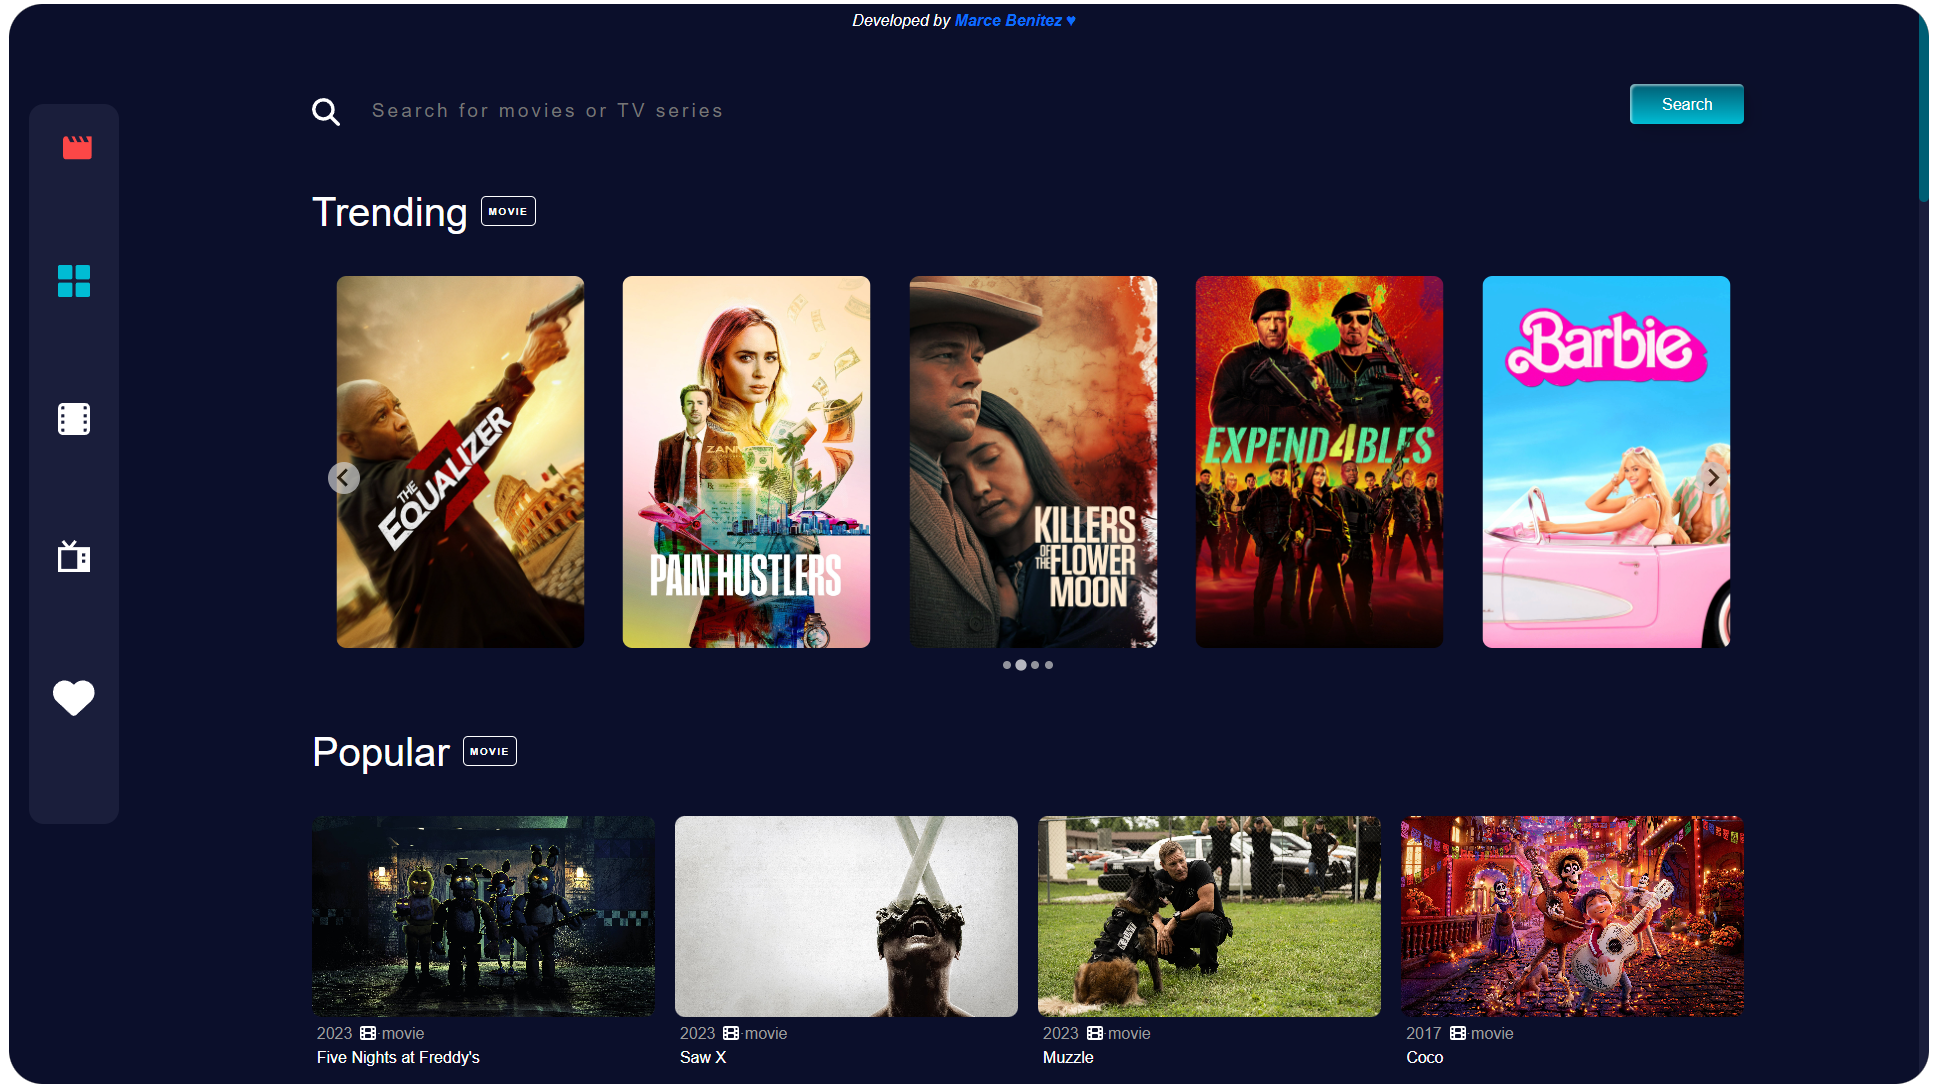 Developed by Marce Benitez ♥
Search for movies or TV series
Search
Trending MOVIE
THE EQUALIZER 3
ZANNA
PAIN HUSTLERS
KILLERS
OF THE FLOWER
MOON
EXPEND4BLES
Barbie
Popular MOVIE
2023 · movie
Five Nights at Freddy's
2023 · movie
Saw X
2023 · movie
Muzzle
2017 · movie
Coco